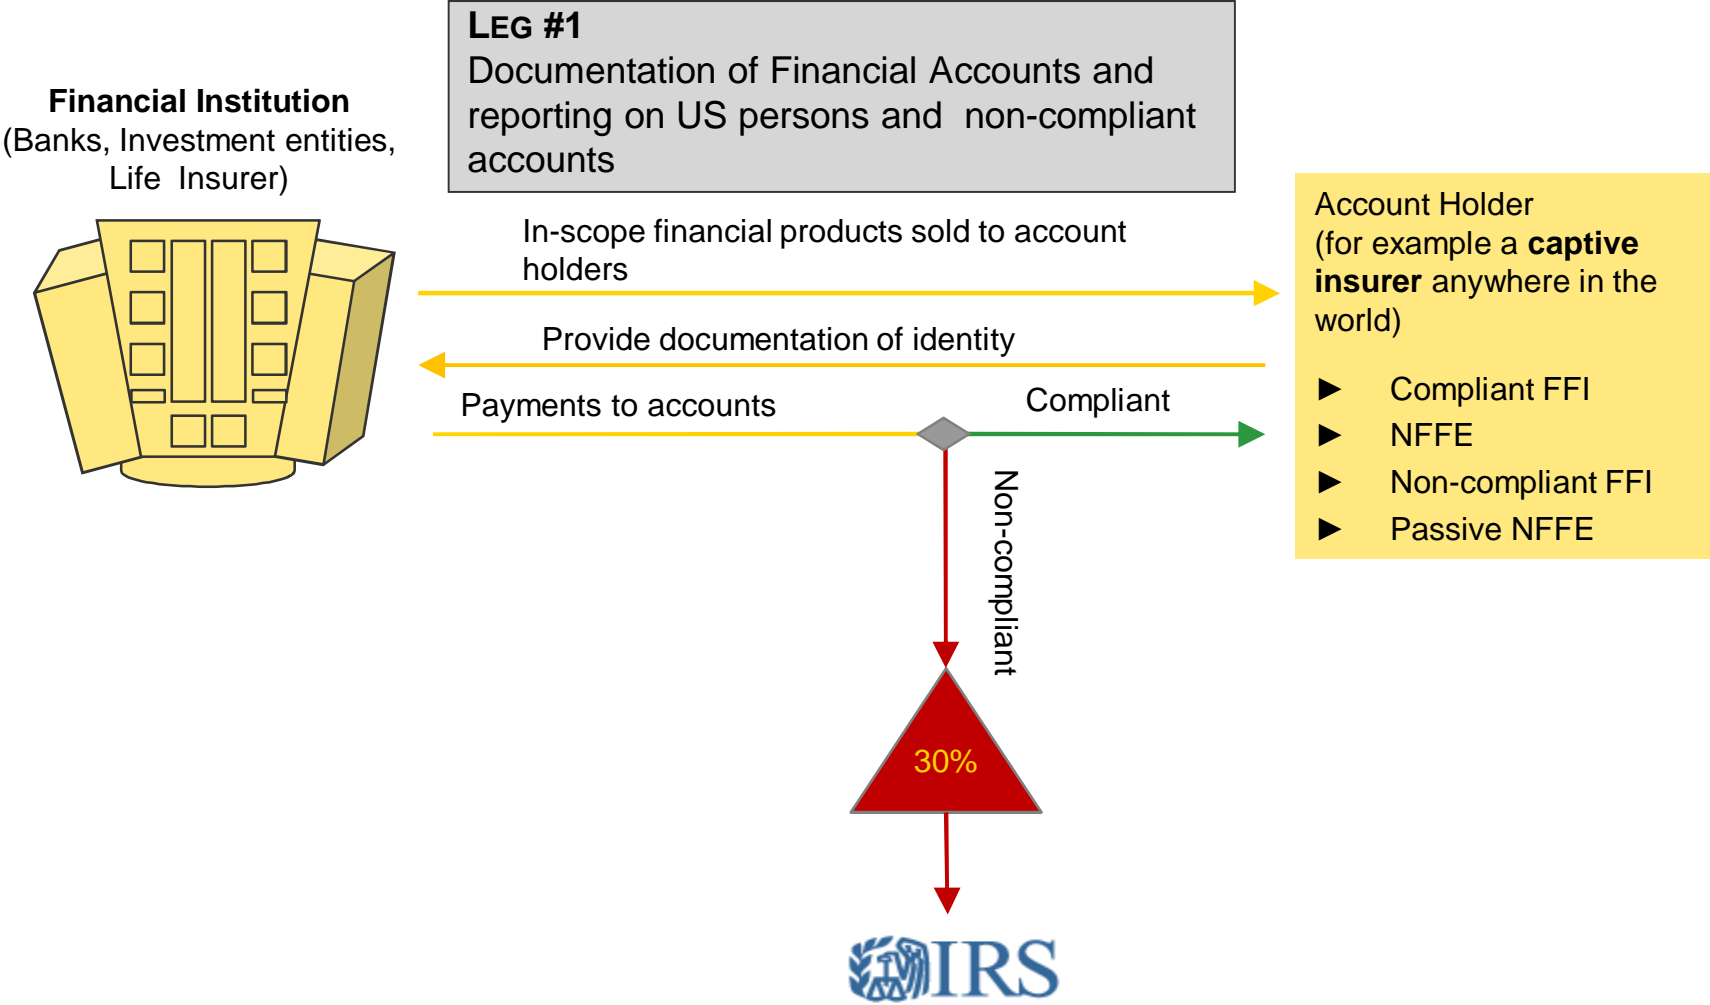 LEG #1
Documentation of Financial Accounts and
reporting on US persons and non-compliant
accounts
Financial Institution
(Banks, Investment entities,
Life Insurer)
In-scope financial products sold to account
holders
Provide documentation of identity
Payments to accounts
Compliant
Non-compliant
30%
IRS
Account Holder
(for example a captive
insurer anywhere in the
world)
► Compliant FFI
► NFFE
► Non-compliant FFI
► Passive NFFE